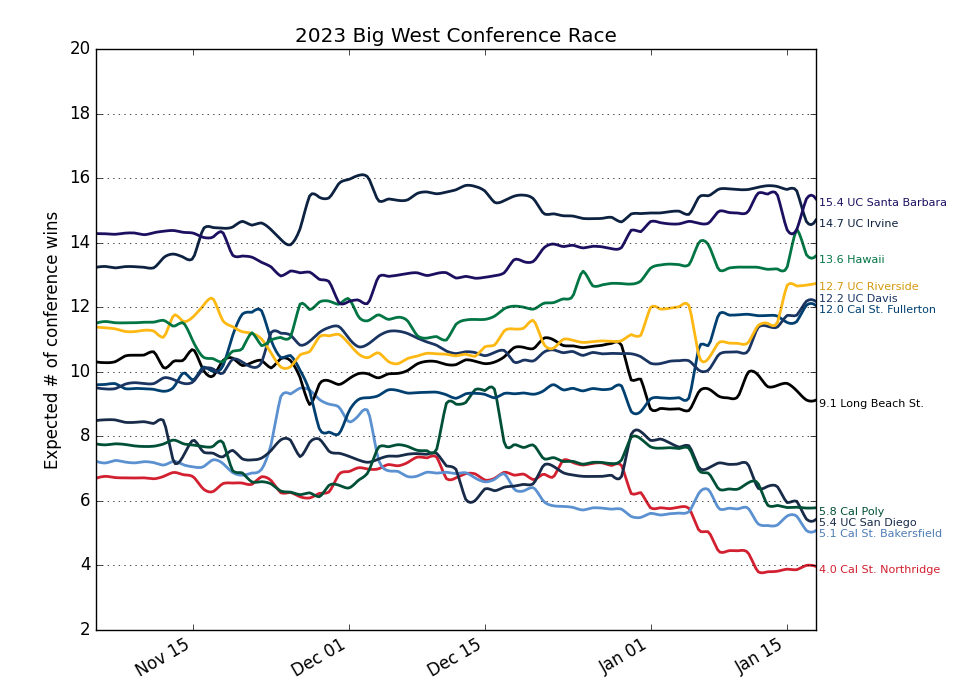 2023 Big West Conference Race
Expected # of conference wins
20
18
16
14
12
10
8
6
4
2
Nov 15
Dec 01
Dec 15
Jan 01
Jan 15
15.4 UC Santa Barbara
14.7 UC Irvine
13.6 Hawaii
12.7 UC Riverside
12.2 UC Davis
12.0 Cal St. Fullerton
9.1 Long Beach St.
5.8 Cal Poly
5.4 UC San Diego
5.1 Cal St. Bakersfield
4.0 Cal St. Northridge